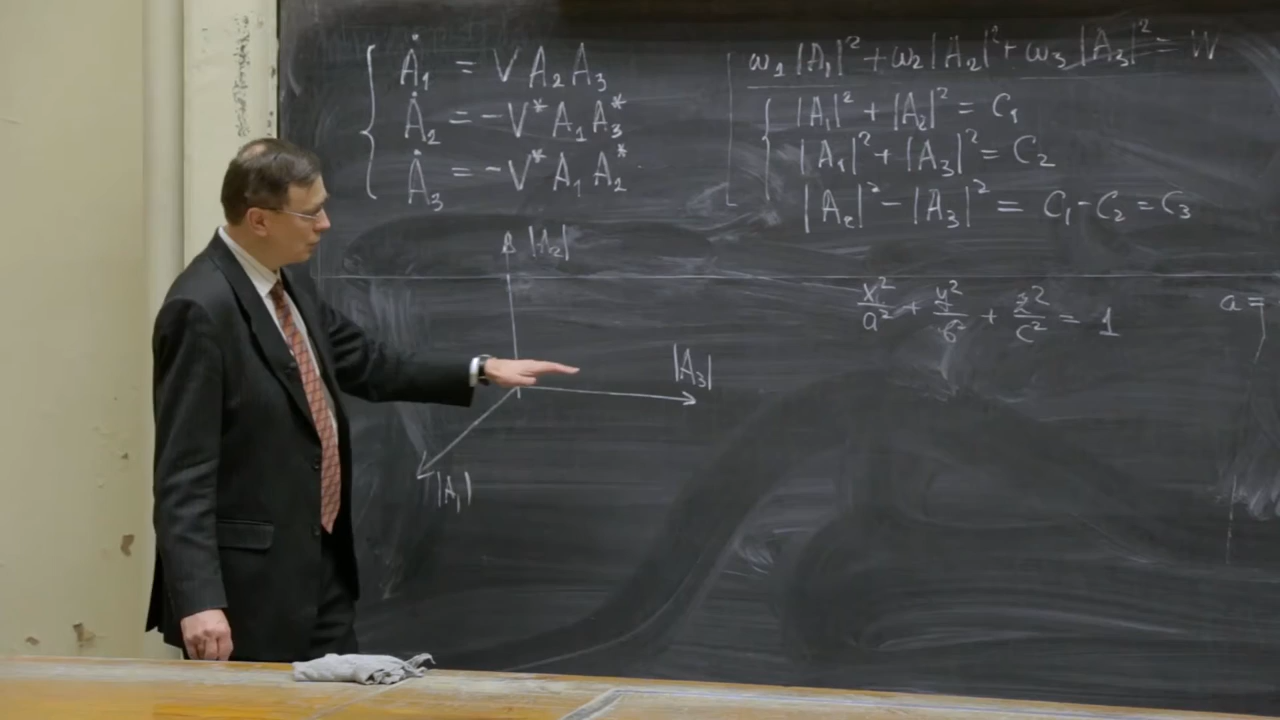 Ȧ₁ = V A₂ A₃
Ȧ₂ = -V* A₁ A₃*
Ȧ₃ = -V* A₁ A₂*
ω₁ |A₁|² + ω₂ |A₂|² + ω₃ |A₃|² = W
|A₁|² + |A₂|² = C₁
|A₁|² + |A₃|² = C₂
|A₂|² - |A₃|² = C₁ - C₂ = C₃
|A₂|
|A₃|
|A₁|
x²/a² + y²/b² + z²/c² = 1
a =